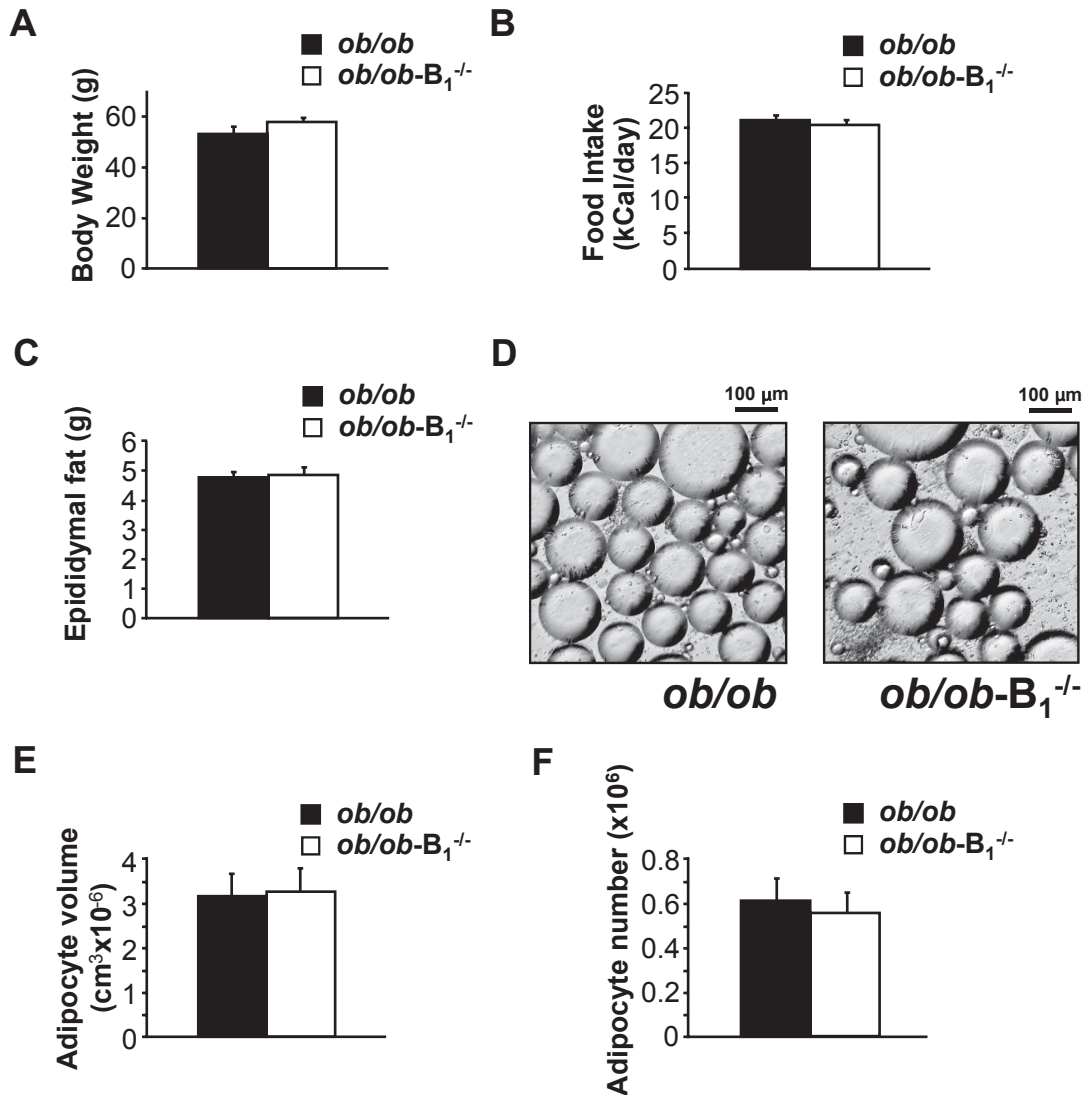 A
ob/ob
ob/ob-B₁⁻/⁻
Body Weight (g)
60
40
20
0
B
ob/ob
ob/ob-B₁⁻/⁻
Food Intake
(kCal/day)
25
20
15
10
5
0
C
ob/ob
ob/ob-B₁⁻/⁻
Epididymal fat (g)
6
5
4
3
2
1
0
D
100 µm
100 µm
ob/ob
ob/ob-B₁⁻/⁻
E
ob/ob
ob/ob-B₁⁻/⁻
Adipocyte volume
(cm³x10⁻⁶)
4
3
2
1
0
F
ob/ob
ob/ob-B₁⁻/⁻
Adipocyte number (x10⁶)
0.8
0.6
0.4
0.2
0